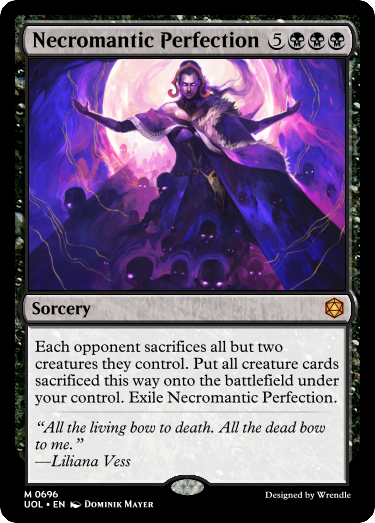 Necromantic Perfection 5
Sorcery
Each opponent sacrifices all but two
creatures they control. Put all creature cards
sacrificed this way onto the battlefield under
your control. Exile Necromantic Perfection.
“All the living bow to death. All the dead bow
to me.”
—Liliana Vess
M 0696
UOL • EN Dominik Mayer
Designed by Wrendle